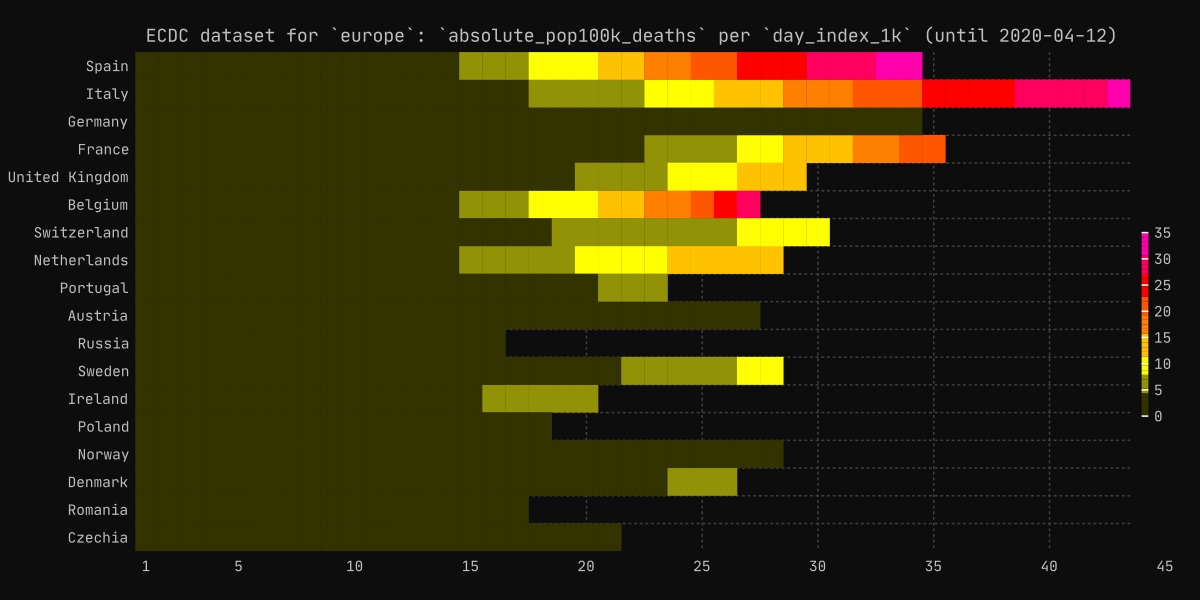 ECDC dataset for `europe`: `absolute_pop100k_deaths` per `day_index_1k` (until 2020-04-12)
Spain
Italy
Germany
France
United Kingdom
Belgium
Switzerland
Netherlands
Portugal
Austria
Russia
Sweden
Ireland
Poland
Norway
Denmark
Romania
Czechia
35
30
25
20
15
10
5
0
1 5 10 15 20 25 30 35 40 45